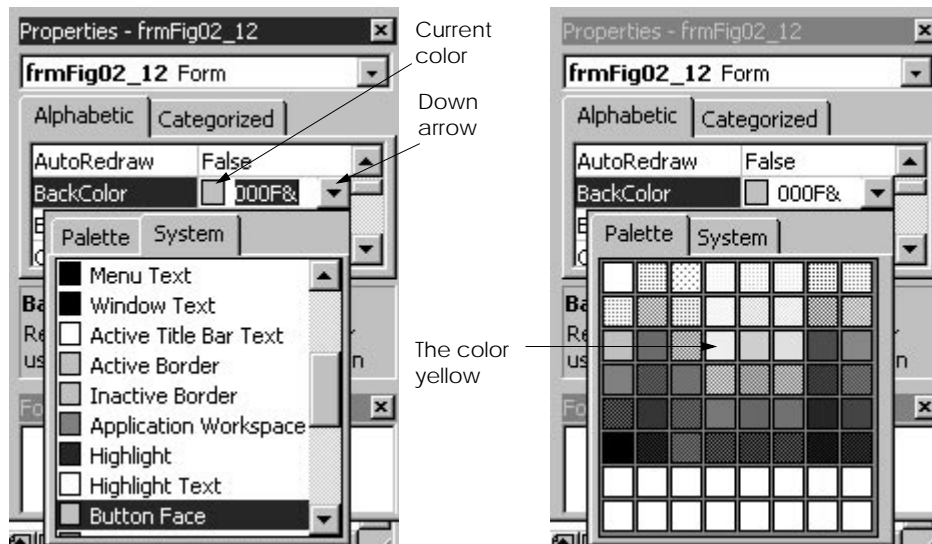 Properties - frmFig02_12
frmFig02_12 Form
Alphabetic Categorized
AutoRedraw False
BackColor 000F&
Palette System
Menu Text
Window Text
Active Title Bar Text
Active Border
Inactive Border
Application Workspace
Highlight
Highlight Text
Button Face
Current
color
Down
arrow
The color
yellow
Properties - frmFig02_12
frmFig02_12 Form
Alphabetic Categorized
AutoRedraw False
BackColor 000F&
Palette System